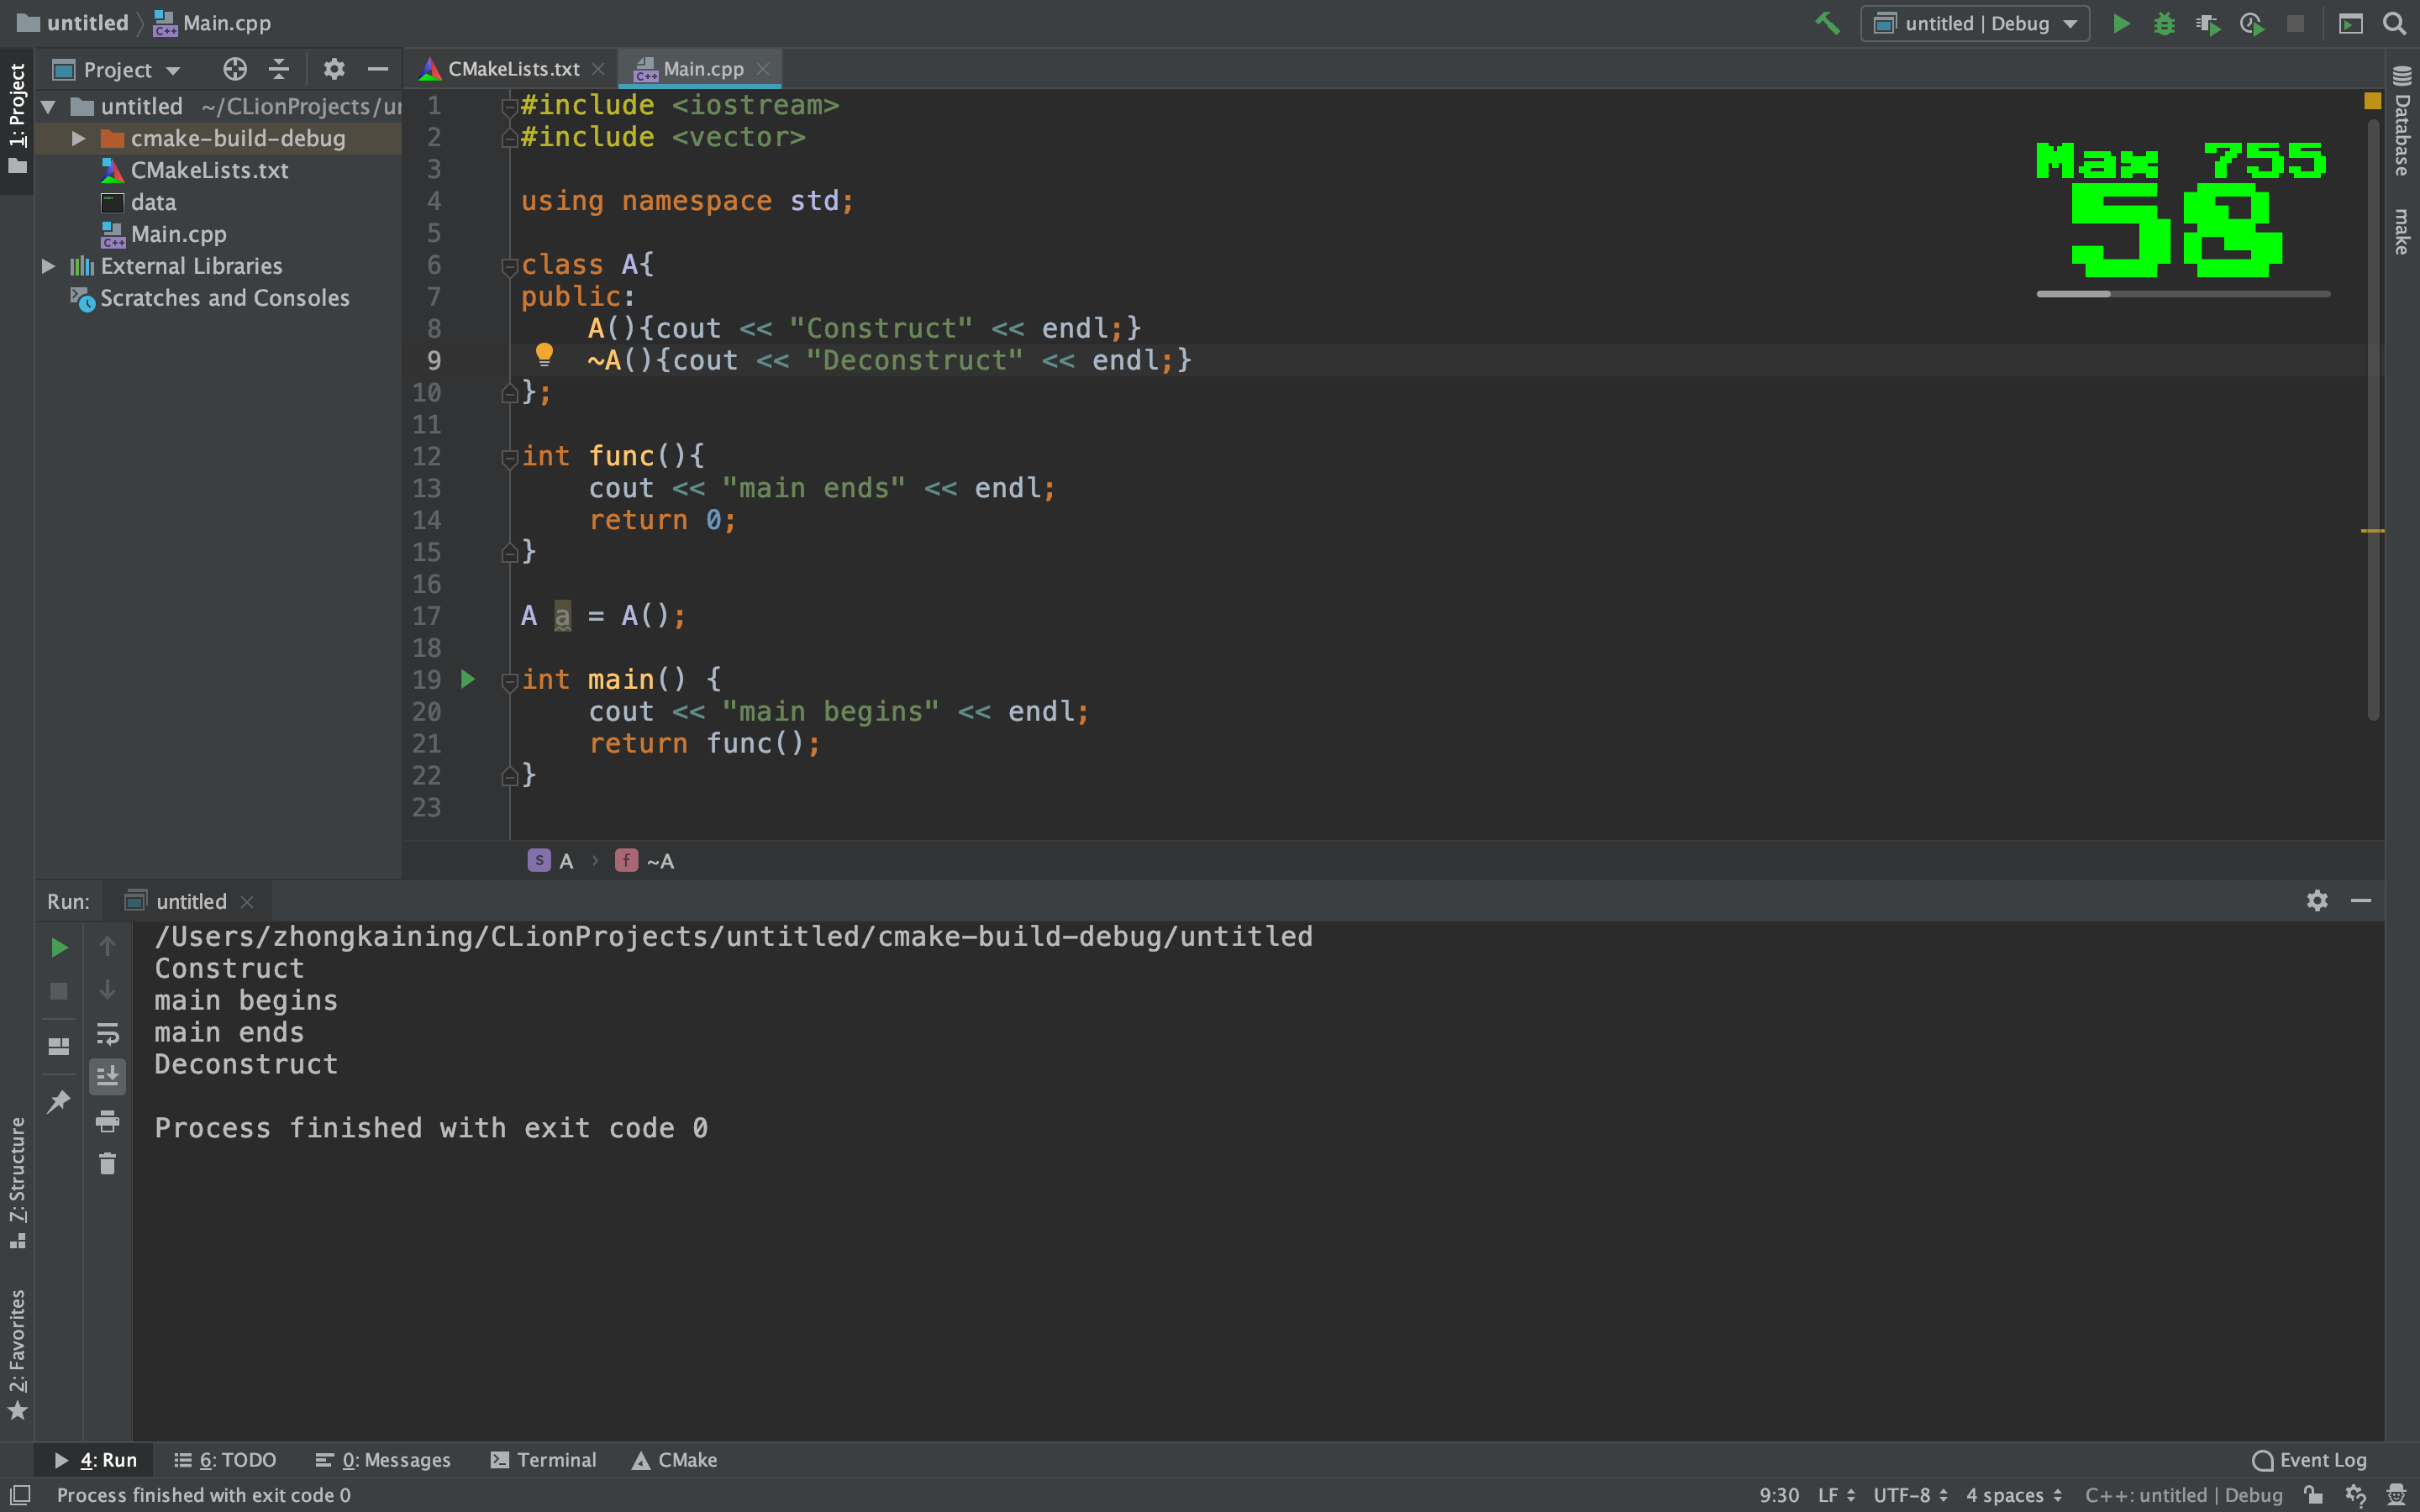 untitled Main.cpp
untitled | Debug
1: Project
Project
CMakeLists.txt
Main.cpp
untitled ~/CLionProjects/
cmake-build-debug
CMakeLists.txt
data
Main.cpp
External Libraries
Scratches and Consoles
1 #include <iostream>
2 #include <vector>
3
4 using namespace std;
5
6 class A{
7 public:
8 A(){cout << "Construct" << endl;}
9 ~A(){cout << "Deconstruct" << endl;}
10 };
11
12 int func(){
13 cout << "main ends" << endl;
14 return 0;
15 }
16
17 A a = A();
18
19 int main() {
20 cout << "main begins" << endl;
21 return func();
22 }
23
Max 755
58
Database
make
S A › f ~A
Run: untitled
/Users/zhongkaining/CLionProjects/untitled/cmake-build-debug/untitled
Construct
main begins
main ends
Deconstruct
Process finished with exit code 0
7: Structure
2: Favorites
4: Run
6: TODO
0: Messages
Terminal
CMake
Event Log
Process finished with exit code 0
9:30 LF UTF-8 4 spaces C++: untitled | Debug